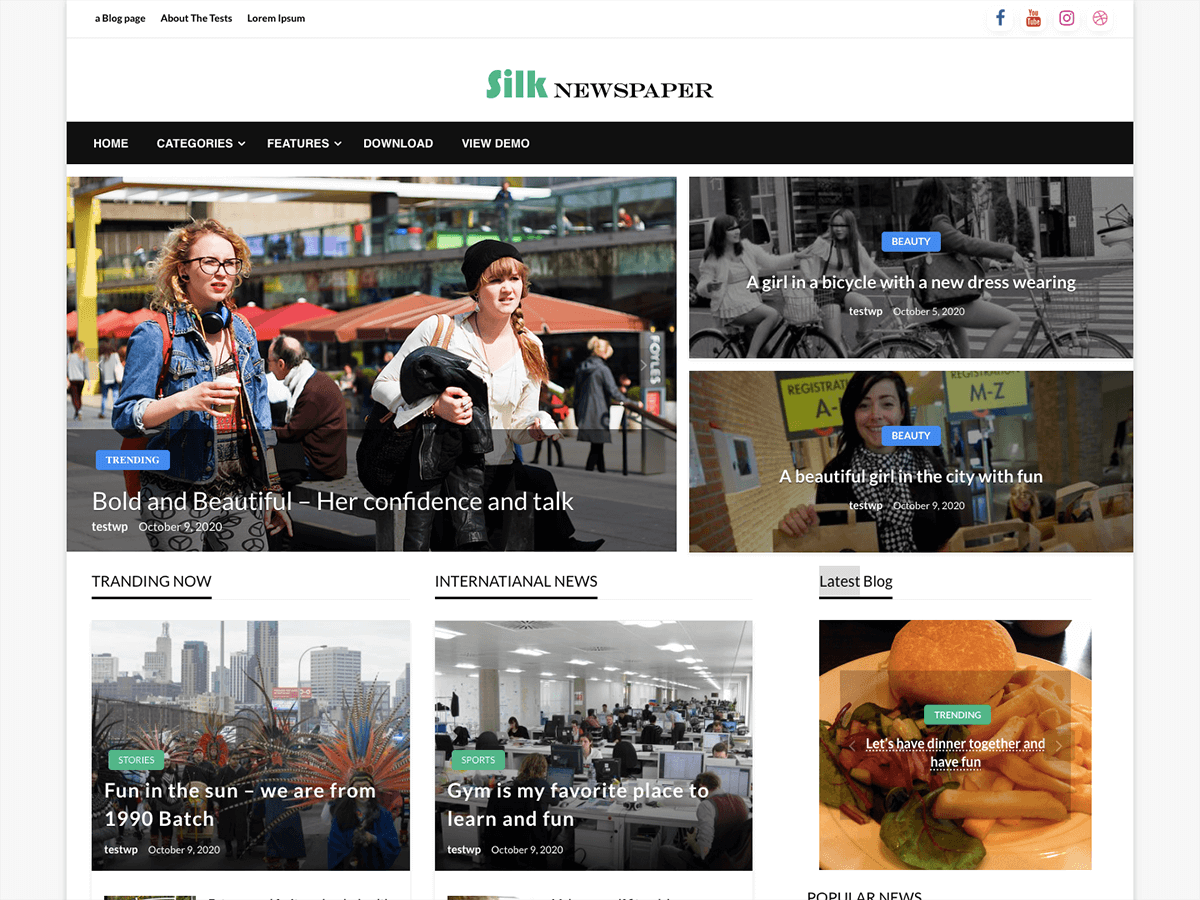 a Blog page About The Tests Lorem Ipsum
You
Tube
Silk NEWSPAPER
HOME CATEGORIES FEATURES DOWNLOAD VIEW DEMO
FOYLES
TRENDING
Bold and Beautiful – Her confidence and talk
testwp October 9, 2020
BEAUTY
A girl in a bicycle with a new dress wearing
testwp October 5, 2020
REGISTRATI
A-
REGISTRATION
M-Z
BEAUTY
A beautiful girl in the city with fun
testwp October 9, 2020
TRANDING NOW
STORIES
Fun in the sun – we are from
1990 Batch
testwp October 9, 2020
INTERNATIANAL NEWS
SPORTS
Gym is my favorite place to
learn and fun
testwp October 9, 2020
Latest Blog
TRENDING
Let's have dinner together and
have fun
POPULAR NEWS